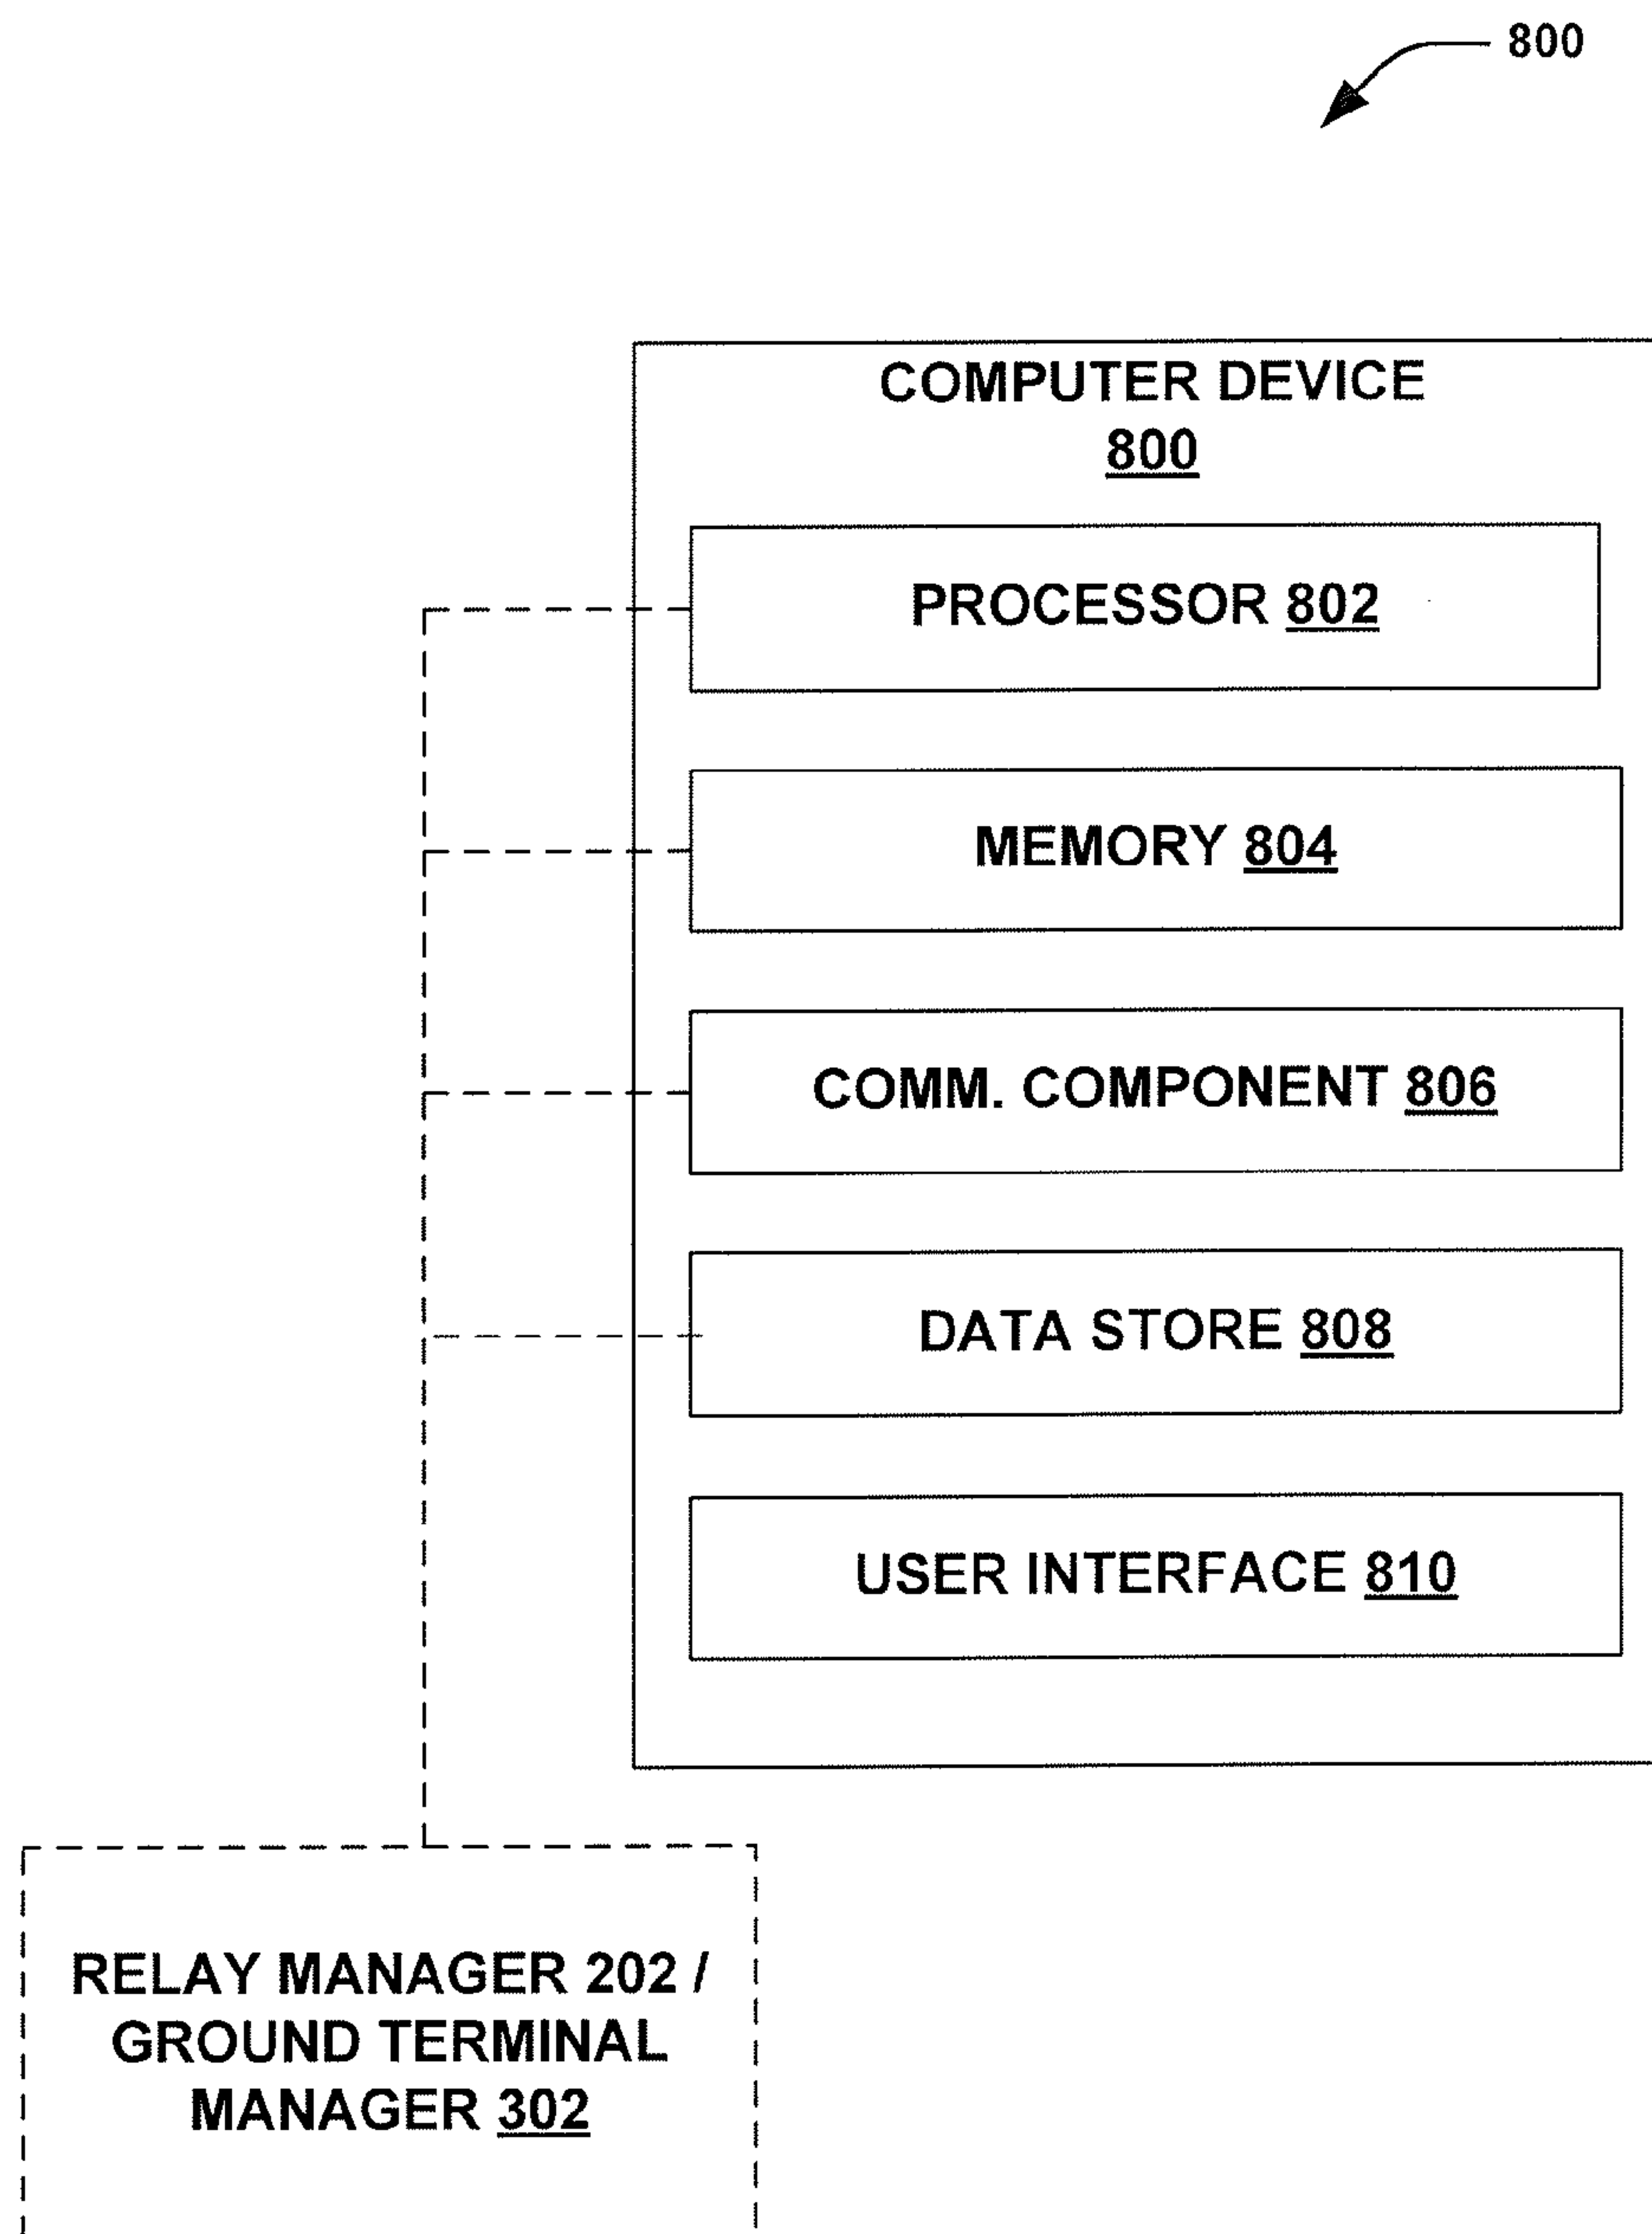 800
COMPUTER DEVICE
800
PROCESSOR 802
MEMORY 804
COMM. COMPONENT 806
DATA STORE 808
USER INTERFACE 810
RELAY MANAGER 202 /
GROUND TERMINAL
MANAGER 302